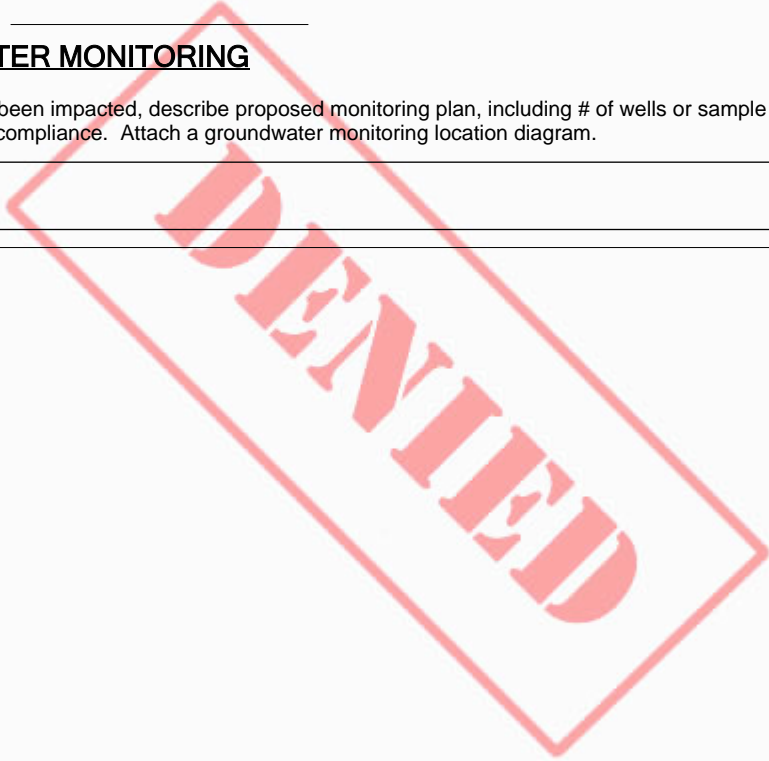 TER MONITORING
been impacted, describe proposed monitoring plan, including # of wells or sample
compliance.  Attach a groundwater monitoring location diagram.
DENIED